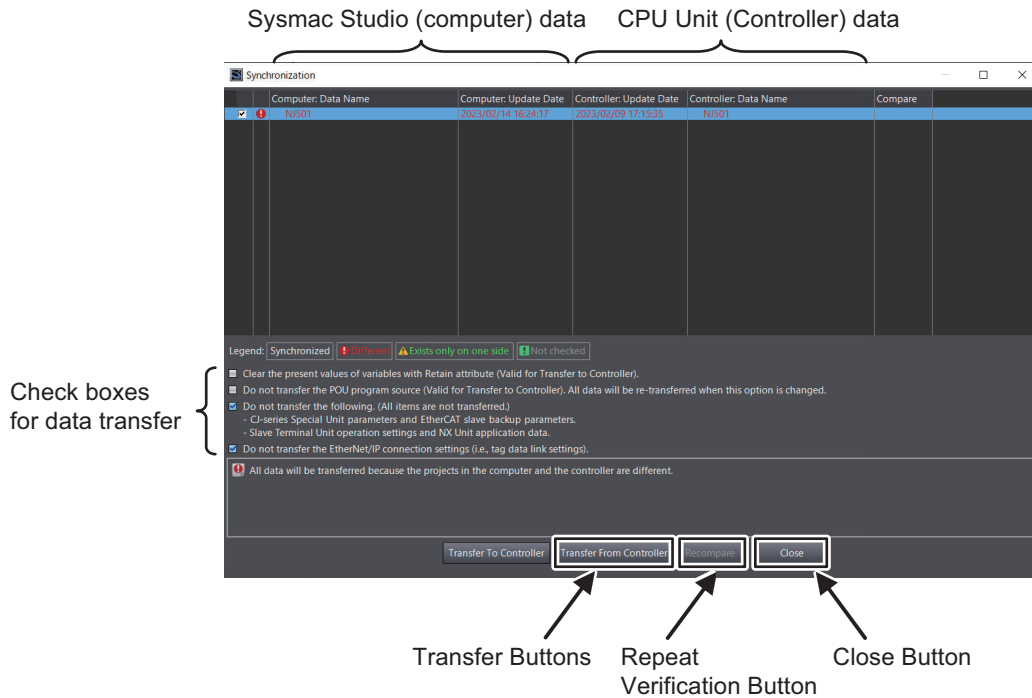 Sysmac Studio (computer) data CPU Unit (Controller) data
Synchronization
Computer: Data Name Computer: Update Date Controller: Update Date Controller: Data Name Compare
NJ501 2023/02/14 16:24:17 2023/02/09 17:15:35 NJ501
Legend: Synchronized Different Exists only on one side Not checked
Clear the present values of variables with Retain attribute (Valid for Transfer to Controller).
Do not transfer the POU program source (Valid for Transfer to Controller). All data will be re-transferred when this option is changed.
Do not transfer the following. (All items are not transferred.)
- CJ-series Special Unit parameters and EtherCAT slave backup parameters.
- Slave Terminal Unit operation settings and NX Unit application data.
Do not transfer the EtherNet/IP connection settings (i.e., tag data link settings).
Check boxes
for data transfer
All data will be transferred because the projects in the computer and the controller are different.
Transfer To Controller Transfer From Controller Recompare Close
Transfer Buttons Repeat Close Button
Verification Button